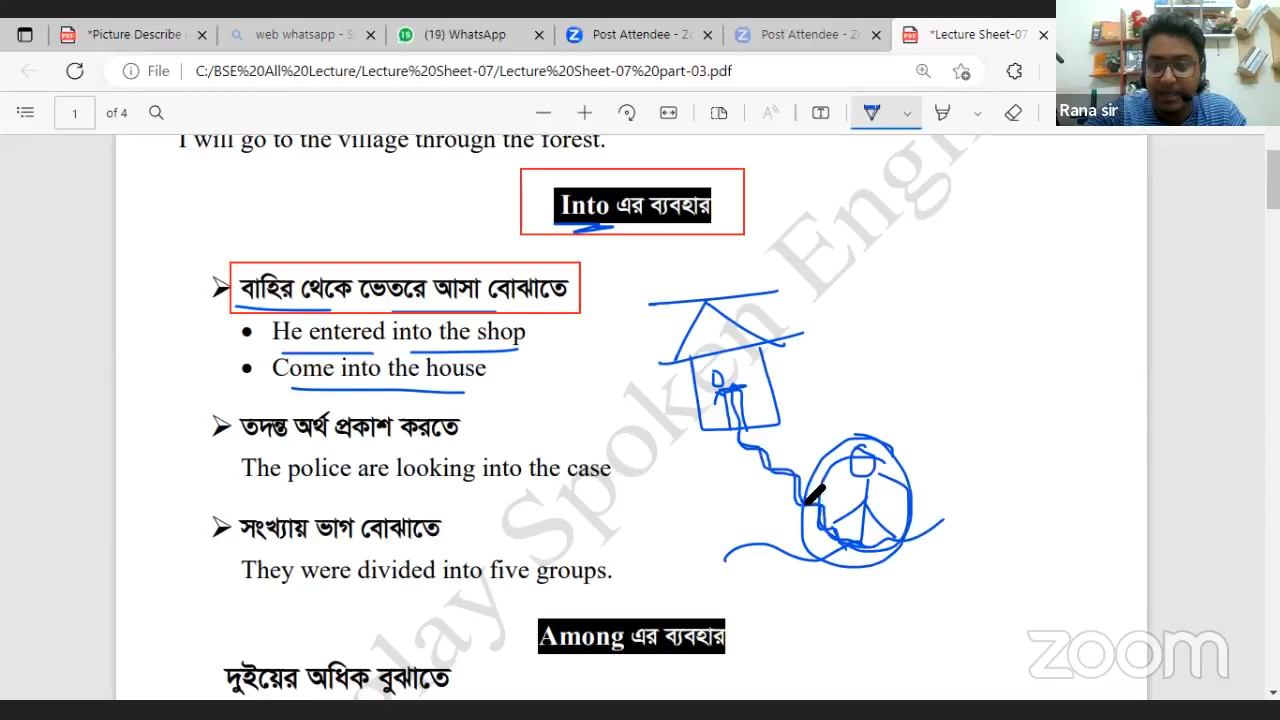 *Picture Describe
web whatsapp - S
(19) WhatsApp
Post Attendee - Z
Post Attendee - Z
*Lecture Sheet-07
File
C:/BSE%20All%20Lecture/Lecture%20Sheet-07/Lecture%20Sheet-07%20part-03.pdf
1 of 4
Rana sir
I will go to the village through the forest.
Into এর ব্যবহার
বাহির থেকে ভেতরে আসা বোঝাতে
He entered into the shop
Come into the house
D
তদন্ত অর্থ প্রকাশ করতে
The police are looking into the case
সংখ্যায় ভাগ বোঝাতে
They were divided into five groups.
Among এর ব্যবহার
দুইয়ের অধিক বুঝাতে
play Spoken Engl
zoom